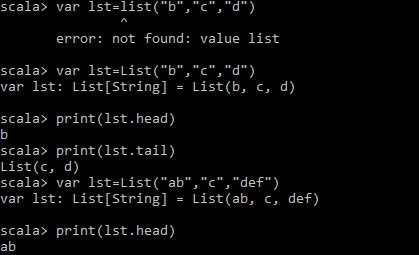 scala> var lst=list("b","c","d")
^
error: not found: value list
scala> var lst=List("b","c","d")
var lst: List[String] = List(b, c, d)
scala> print(lst.head)
b
scala> print(lst.tail)
List(c, d)
scala> var lst=List("ab","c","def")
var lst: List[String] = List(ab, c, def)
scala> print(lst.head)
ab